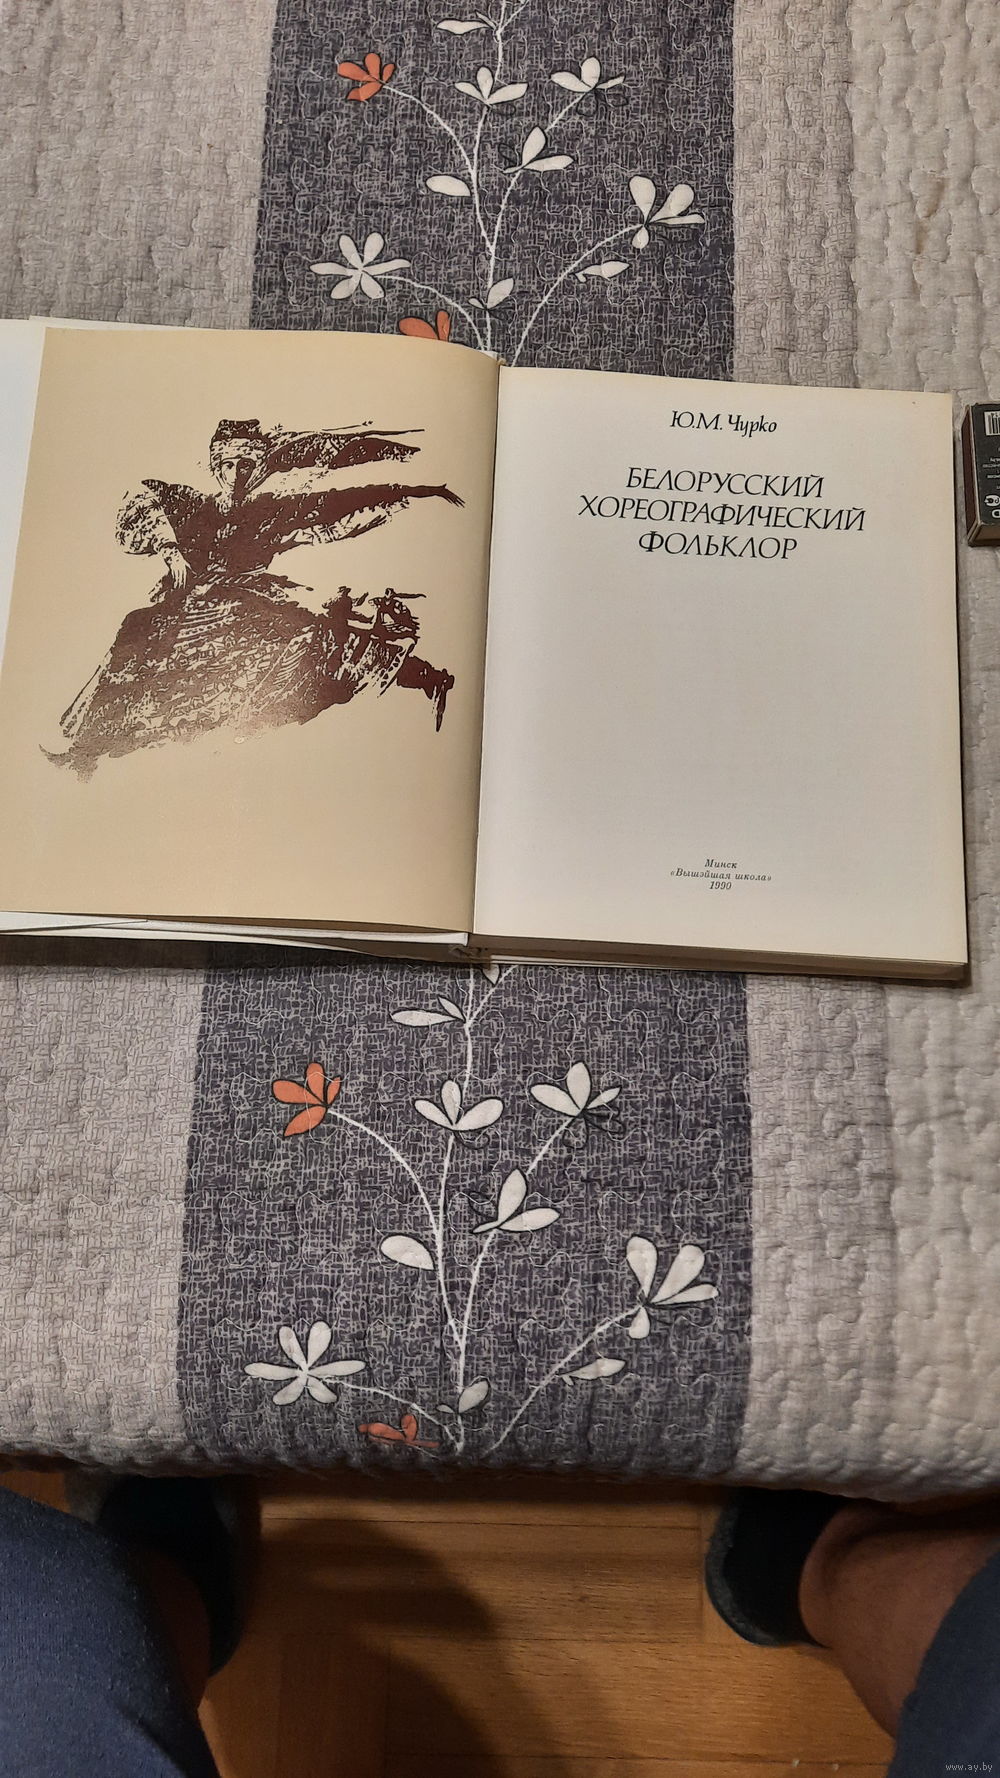 Ю.М. Чурко
БЕЛОРУССКИЙ
ХОРЕОГРАФИЧЕСКИЙ
ФОЛЬКЛОР
Минск
«Вышэйшая школа»
1990
www.ay.by